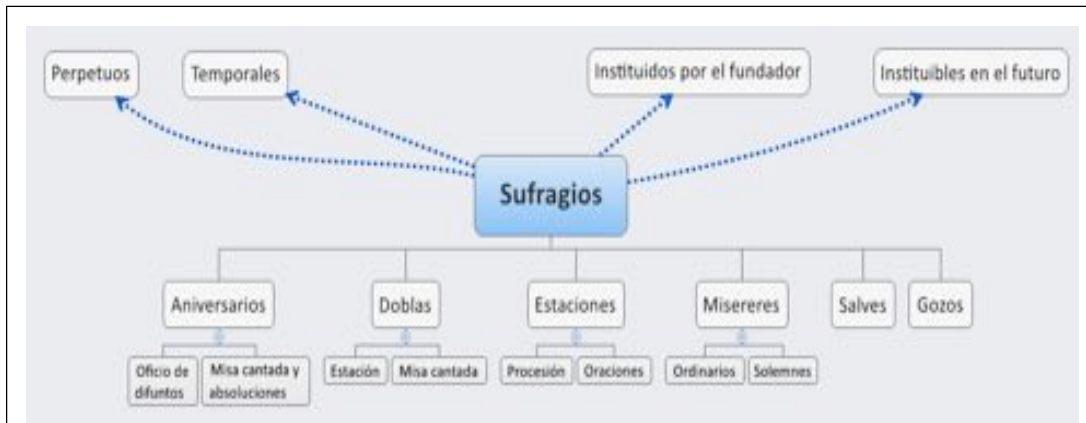 Perpetuos
Temporales
Instituidos por el fundador
Instituibles en el futuro
Sufragios
Aniversarios
Doblas
Estaciones
Misereres
Salves
Gozos
Oficio de
difuntos
Misa cantada y
absoluciones
Estación
Misa cantada
Procesión
Oraciones
Ordinarios
Solemnes